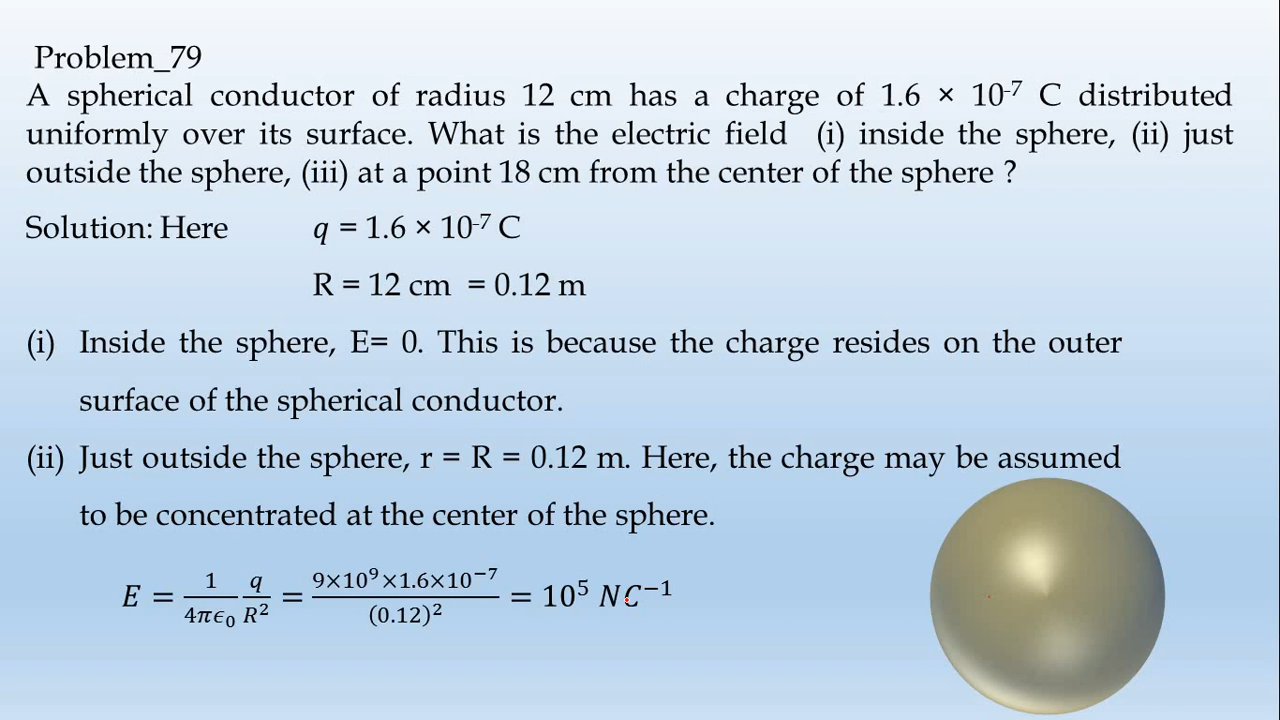 Problem_79
A spherical conductor of radius 12 cm has a charge of 1.6 × 10⁻⁷ C distributed
uniformly over its surface. What is the electric field (i) inside the sphere, (ii) just
outside the sphere, (iii) at a point 18 cm from the center of the sphere ?
Solution: Here q = 1.6 × 10⁻⁷ C
R = 12 cm = 0.12 m
(i) Inside the sphere, E= 0. This is because the charge resides on the outer
surface of the spherical conductor.
(ii) Just outside the sphere, r = R = 0.12 m. Here, the charge may be assumed
to be concentrated at the center of the sphere.
E = 1/4πϵ₀ q/R² = 9×10⁹×1.6×10⁻⁷/(0.12)² = 10⁵ NC⁻¹